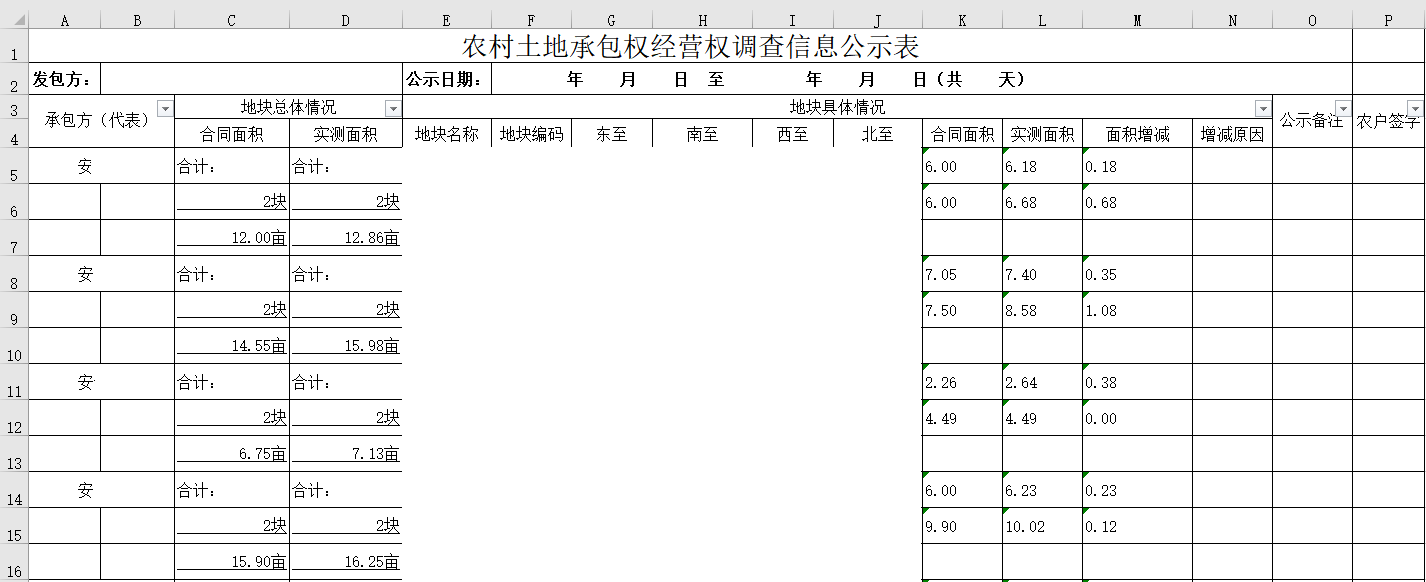 A B C D E F G H I J K L M N O P
1 农村土地承包权经营权调查信息公示表
2 发包方: 公示日期: 年 月 日 至 年 月 日(共 天)
3 承包方(代表) 地块总体情况 地块具体情况 公示备注 农户签字
4 合同面积 实测面积 地块名称 地块编码 东至 南至 西至 北至 合同面积 实测面积 面积增减 增减原因
5 安 合计: 合计: 6.00 6.18 0.18
6 2块 2块 6.00 6.68 0.68
7 12.00亩 12.86亩
8 安 合计: 合计: 7.05 7.40 0.35
9 2块 2块 7.50 8.58 1.08
10 14.55亩 15.98亩
11 安 合计: 合计: 2.26 2.64 0.38
12 2块 2块 4.49 4.49 0.00
13 6.75亩 7.13亩
14 安 合计: 合计: 6.00 6.23 0.23
15 2块 2块 9.90 10.02 0.12
16 15.90亩 16.25亩